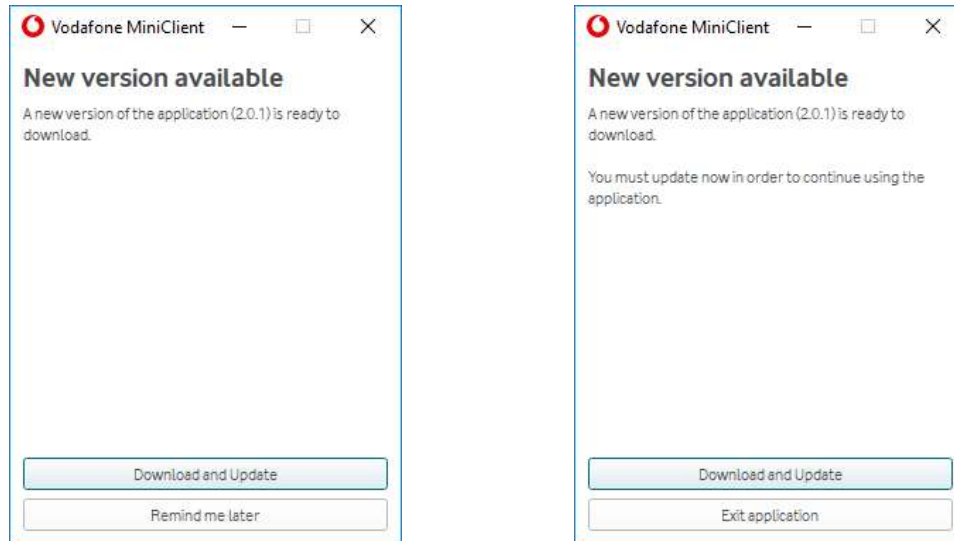 Vodafone MiniClient
New version available
A new version of the application (2.0.1) is ready to
download.
Download and Update
Remind me later
Vodafone MiniClient
New version available
A new version of the application (2.0.1) is ready to
download.
You must update now in order to continue using the
application.
Download and Update
Exit application